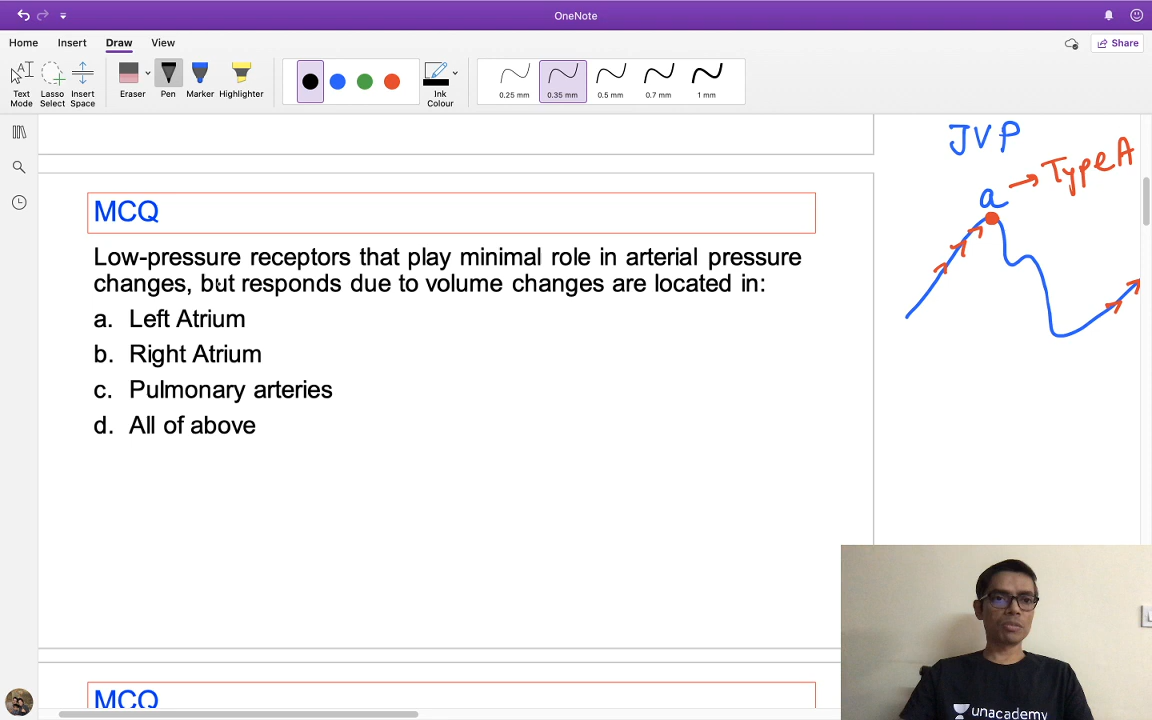 OneNote
Home Insert Draw View
Share
Text Mode
Lasso Select
Insert Space
Eraser
Pen
Marker
Highlighter
Ink Colour
0.25 mm 0.35 mm 0.5 mm 0.7 mm 1 mm
JVP
a → Type A
MCQ
Low-pressure receptors that play minimal role in arterial pressure
changes, but responds due to volume changes are located in:
a. Left Atrium
b. Right Atrium
c. Pulmonary arteries
d. All of above
MCQ
unacademy